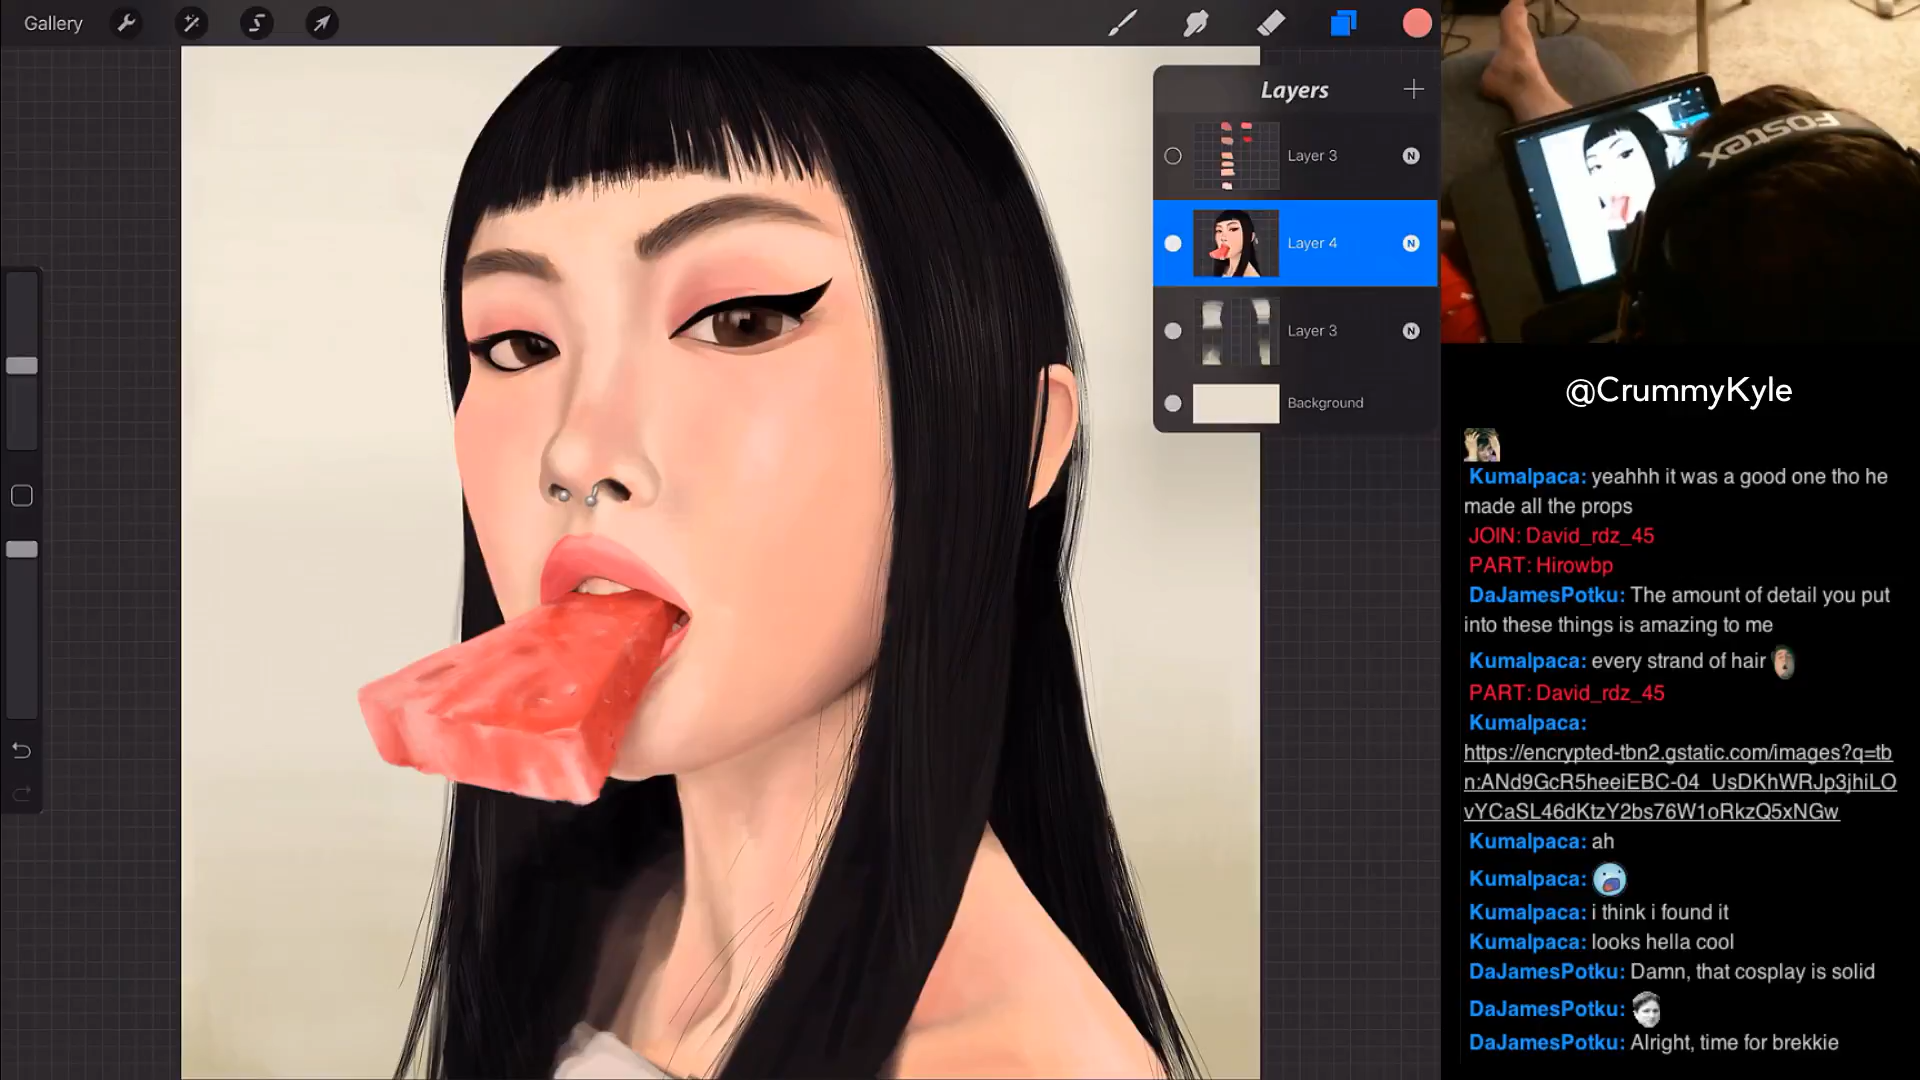 Gallery
Layers
Layer 3
N
Layer 4
N
Layer 3
N
Background
FOSTEX
@CrummyKyle
Kumalpaca: yeahhh it was a good one tho he
made all the props
JOIN: David_rdz_45
PART: Hirowbp
DaJamesPotku: The amount of detail you put
into these things is amazing to me
Kumalpaca: every strand of hair
PART: David_rdz_45
Kumalpaca:
https://encrypted-tbn2.gstatic.com/images?q=tb
n:ANd9GcR5heeiEBC-04_UsDKhWRJp3jhiLO
vYCaSL46dKtzY2bs76W1oRkzQ5xNGw
Kumalpaca: ah
Kumalpaca:
Kumalpaca: i think i found it
Kumalpaca: looks hella cool
DaJamesPotku: Damn, that cosplay is solid
DaJamesPotku:
DaJamesPotku: Alright, time for brekkie